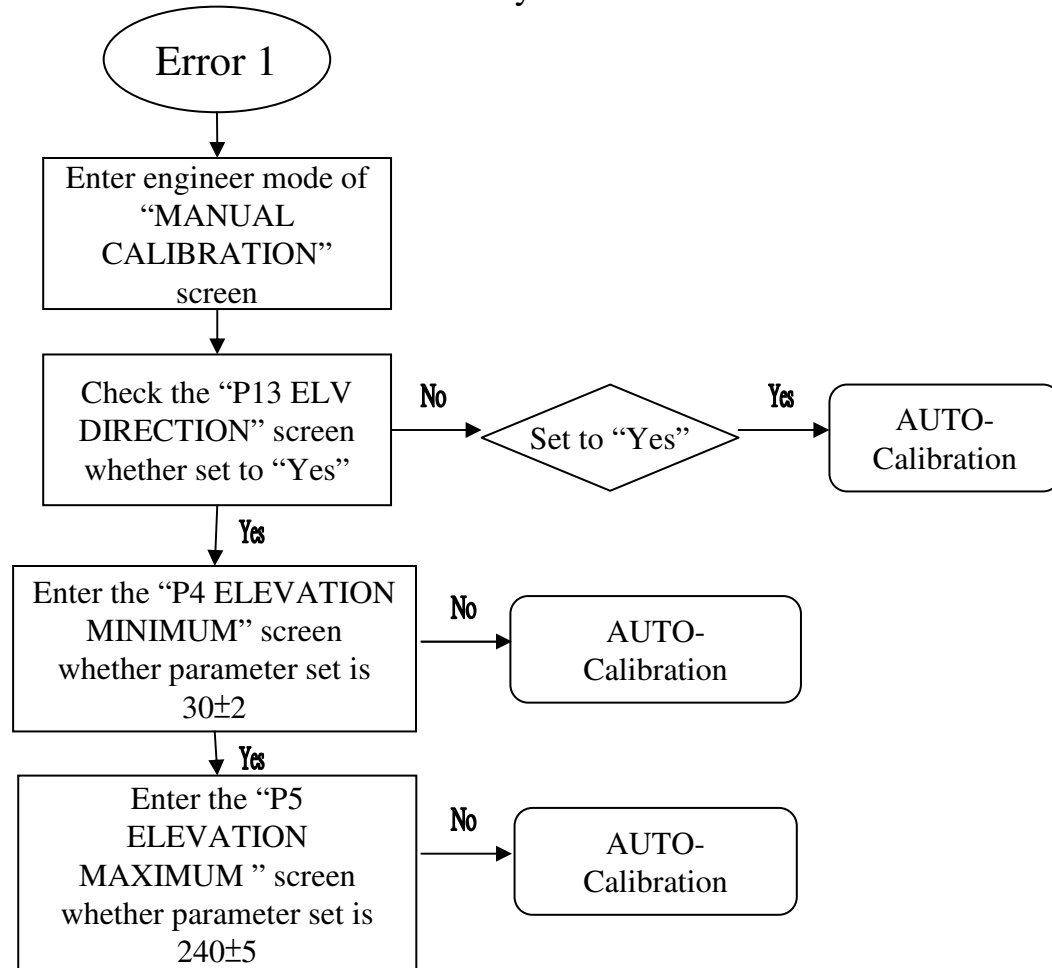 Error 1
Enter engineer mode of
“MANUAL
CALIBRATION”
screen
Check the “P13 ELV
DIRECTION” screen
whether set to “Yes”
No
Set to “Yes”
Yes
AUTO-
Calibration
Yes
Enter the “P4 ELEVATION
MINIMUM” screen
whether parameter set is
30±2
No
AUTO-
Calibration
Yes
Enter the “P5
ELEVATION
MAXIMUM ” screen
whether parameter set is
240±5
No
AUTO-
Calibration